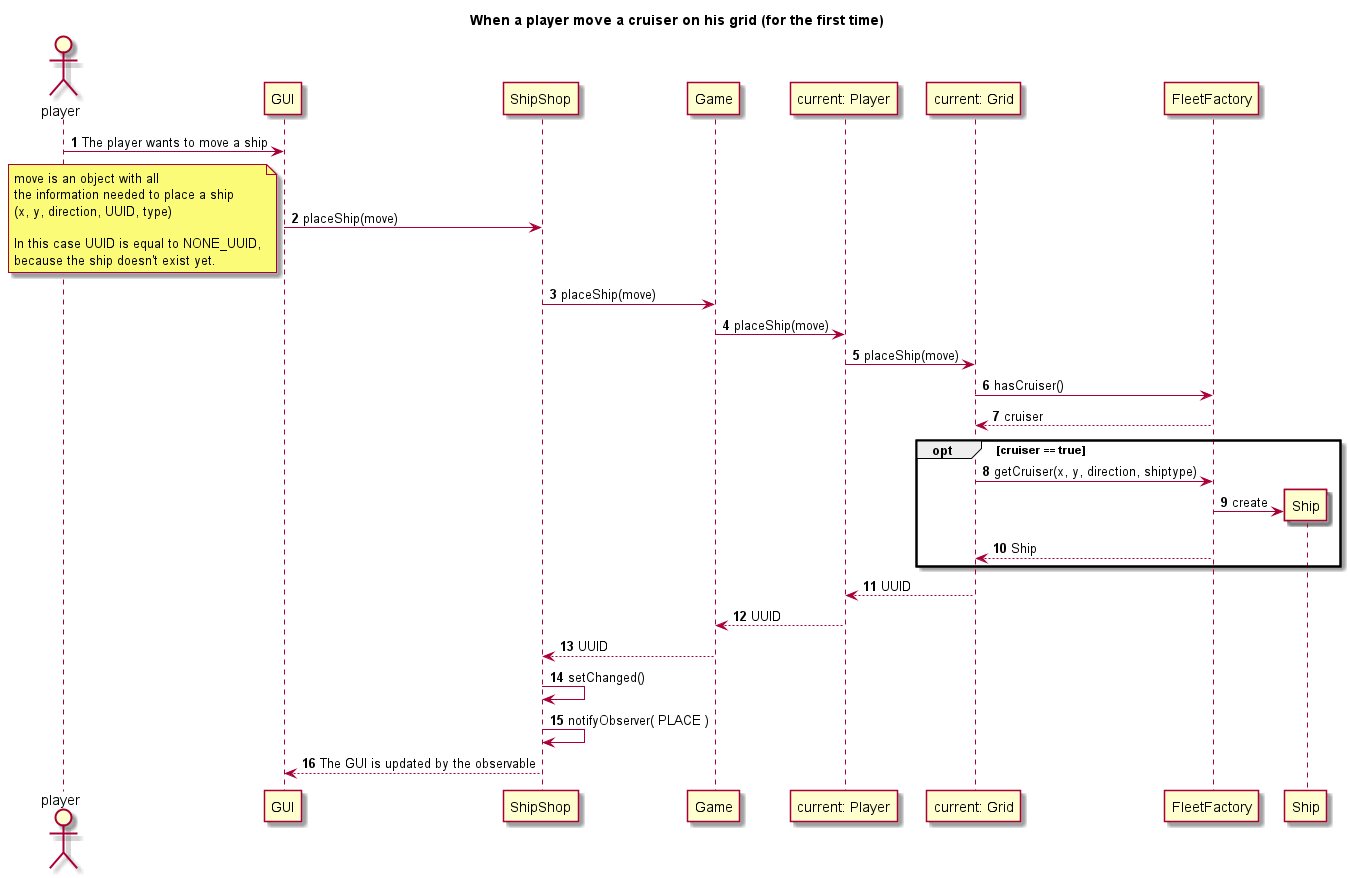 When a player move a cruiser on his grid (for the first time)
player
GUI
ShipShop
Game
current: Player
current: Grid
FleetFactory
1 The player wants to move a ship
move is an object with all
the information needed to place a ship
(x, y, direction, UUID, type)
In this case UUID is equal to NONE_UUID,
because the ship doesn't exist yet.
2 placeShip(move)
3 placeShip(move)
4 placeShip(move)
5 placeShip(move)
6 hasCruiser()
7 cruiser
opt
[cruiser == true]
8 getCruiser(x, y, direction, shiptype)
9 create
Ship
10 Ship
11 UUID
12 UUID
13 UUID
14 setChanged()
15 notifyObserver( PLACE )
16 The GUI is updated by the observable
player
GUI
ShipShop
Game
current: Player
current: Grid
FleetFactory
Ship